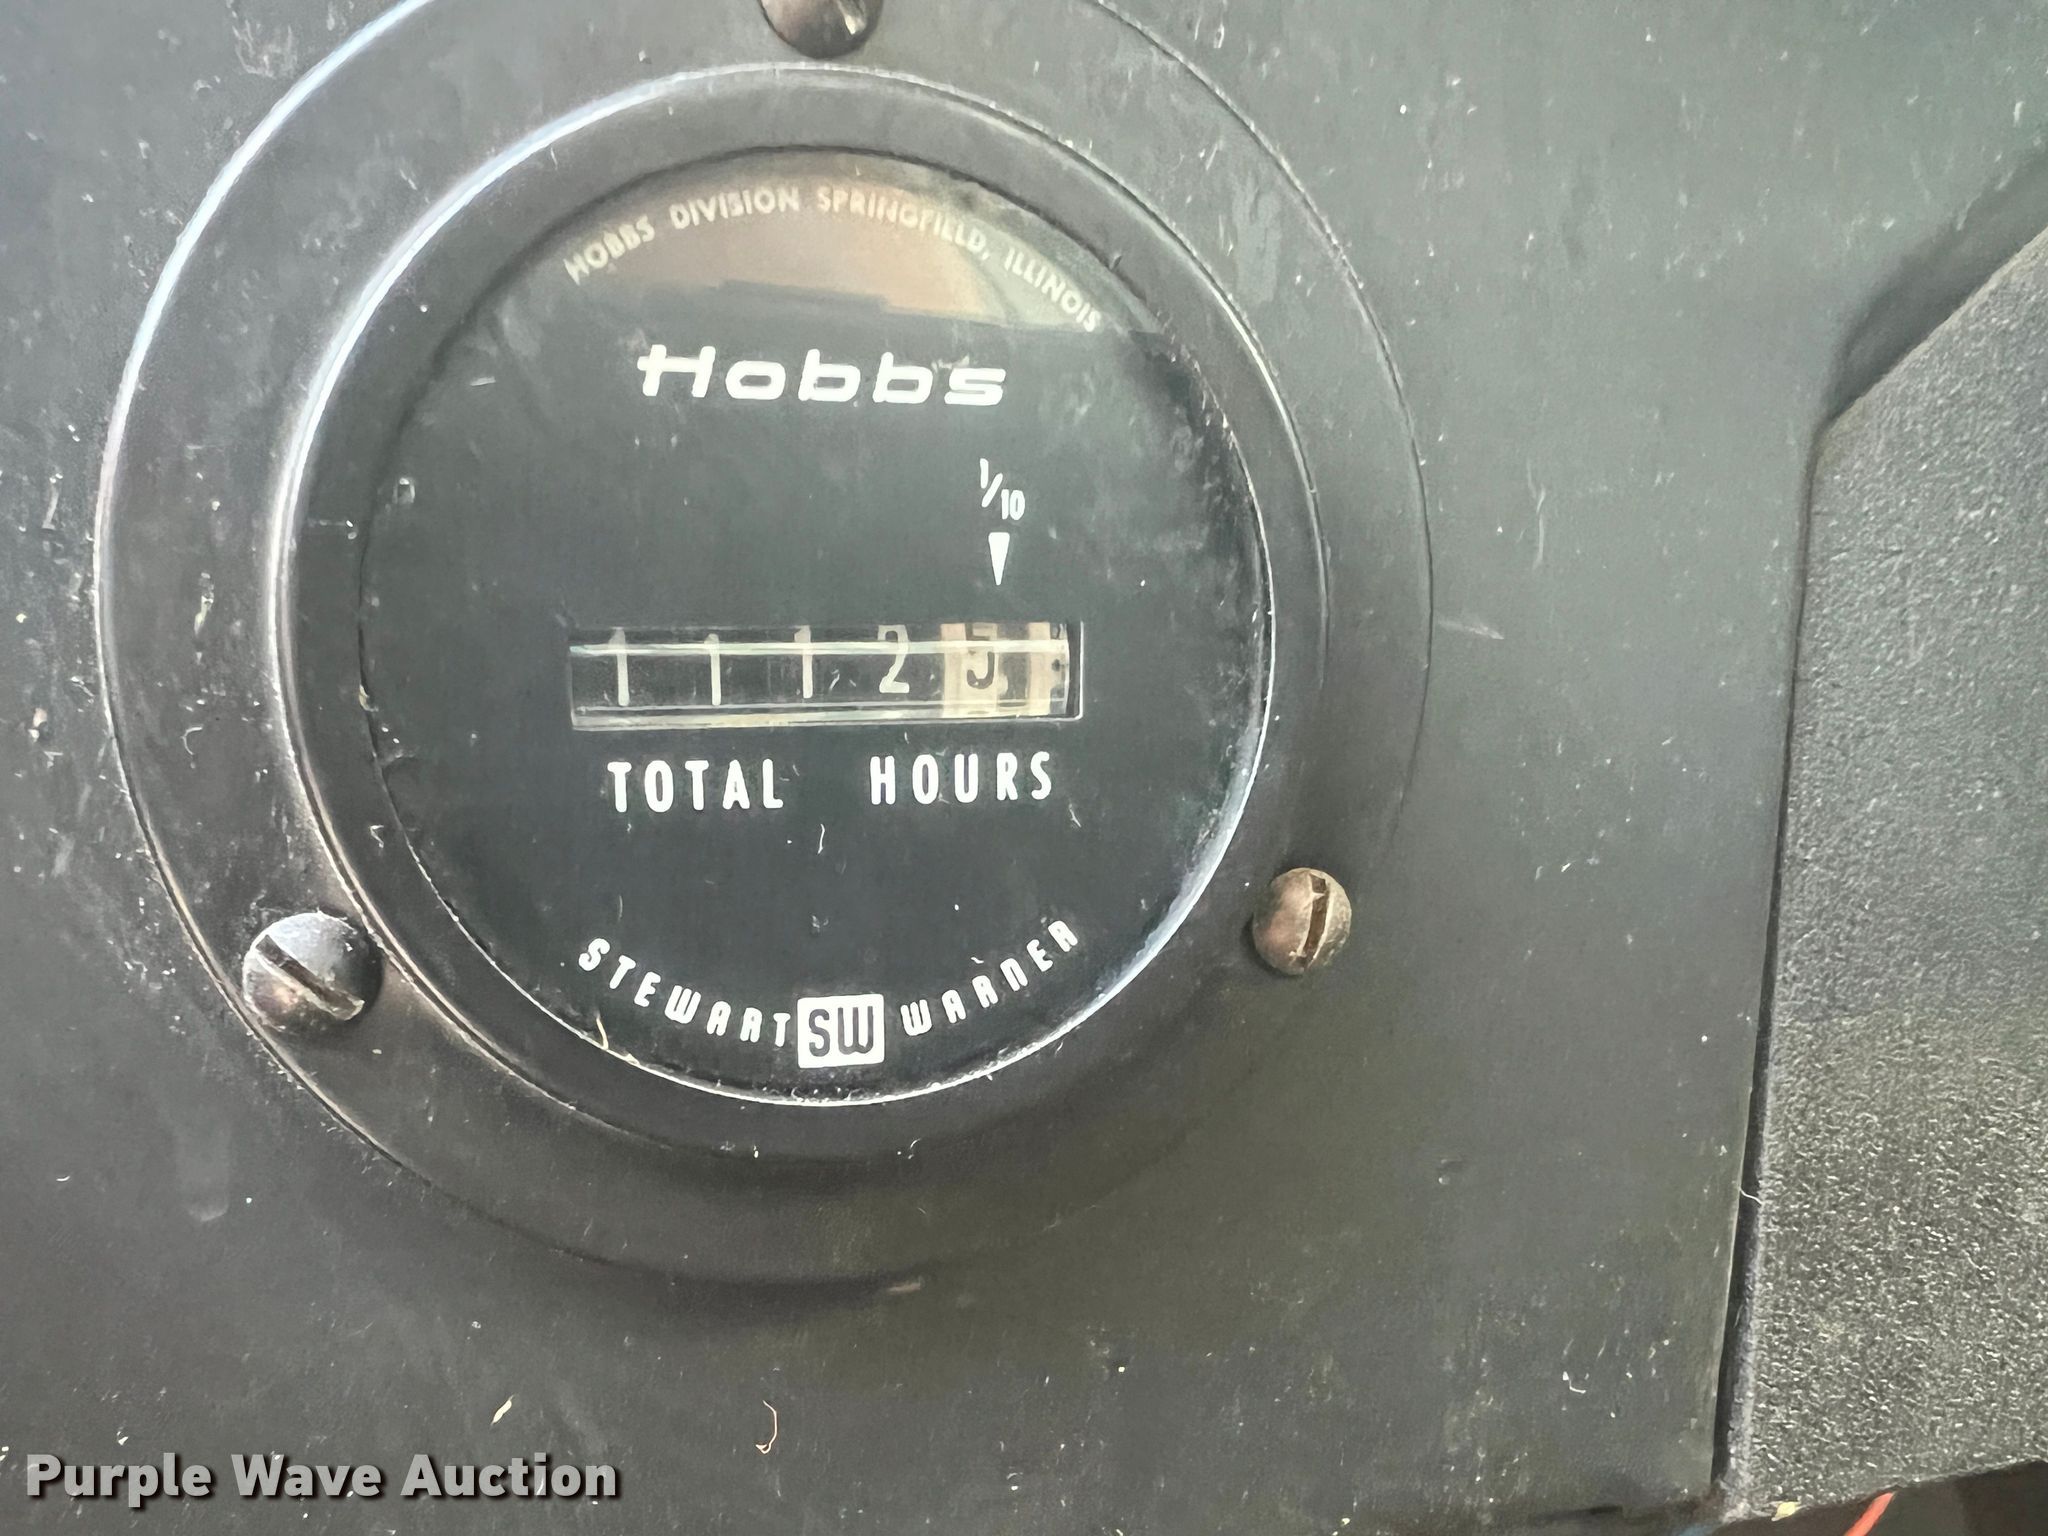 HOBBS DIVISION SPRINGFIELD, ILLINOIS
Hobbs
1/10
1 1 1 2 5
TOTAL HOURS
STEWART SW WARNER
Purple Wave Auction